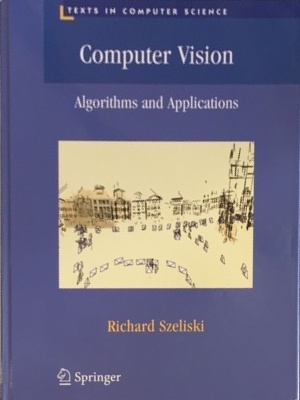 TEXTS IN COMPUTER SCIENCE
Computer Vision
Algorithms and Applications
Richard Szeliski
Springer